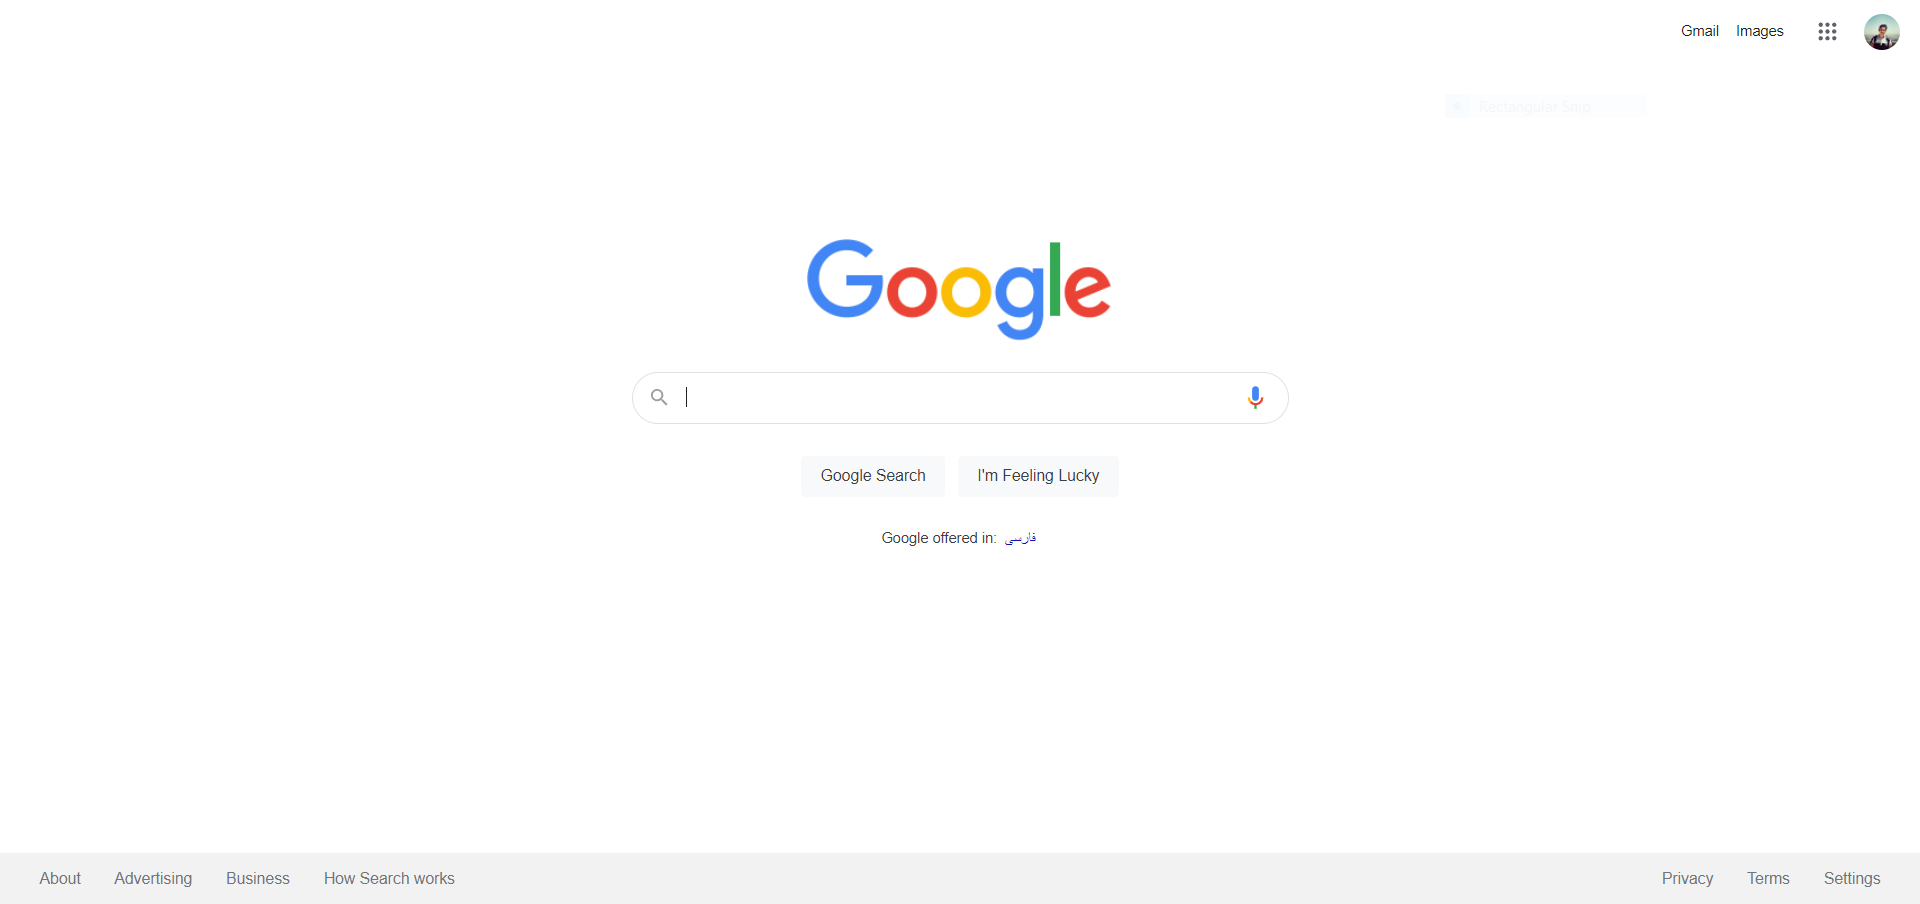 Gmail Images
Rectangular Snip
Google
Google Search I'm Feeling Lucky
Google offered in: فارسی
About Advertising Business How Search works Privacy Terms Settings